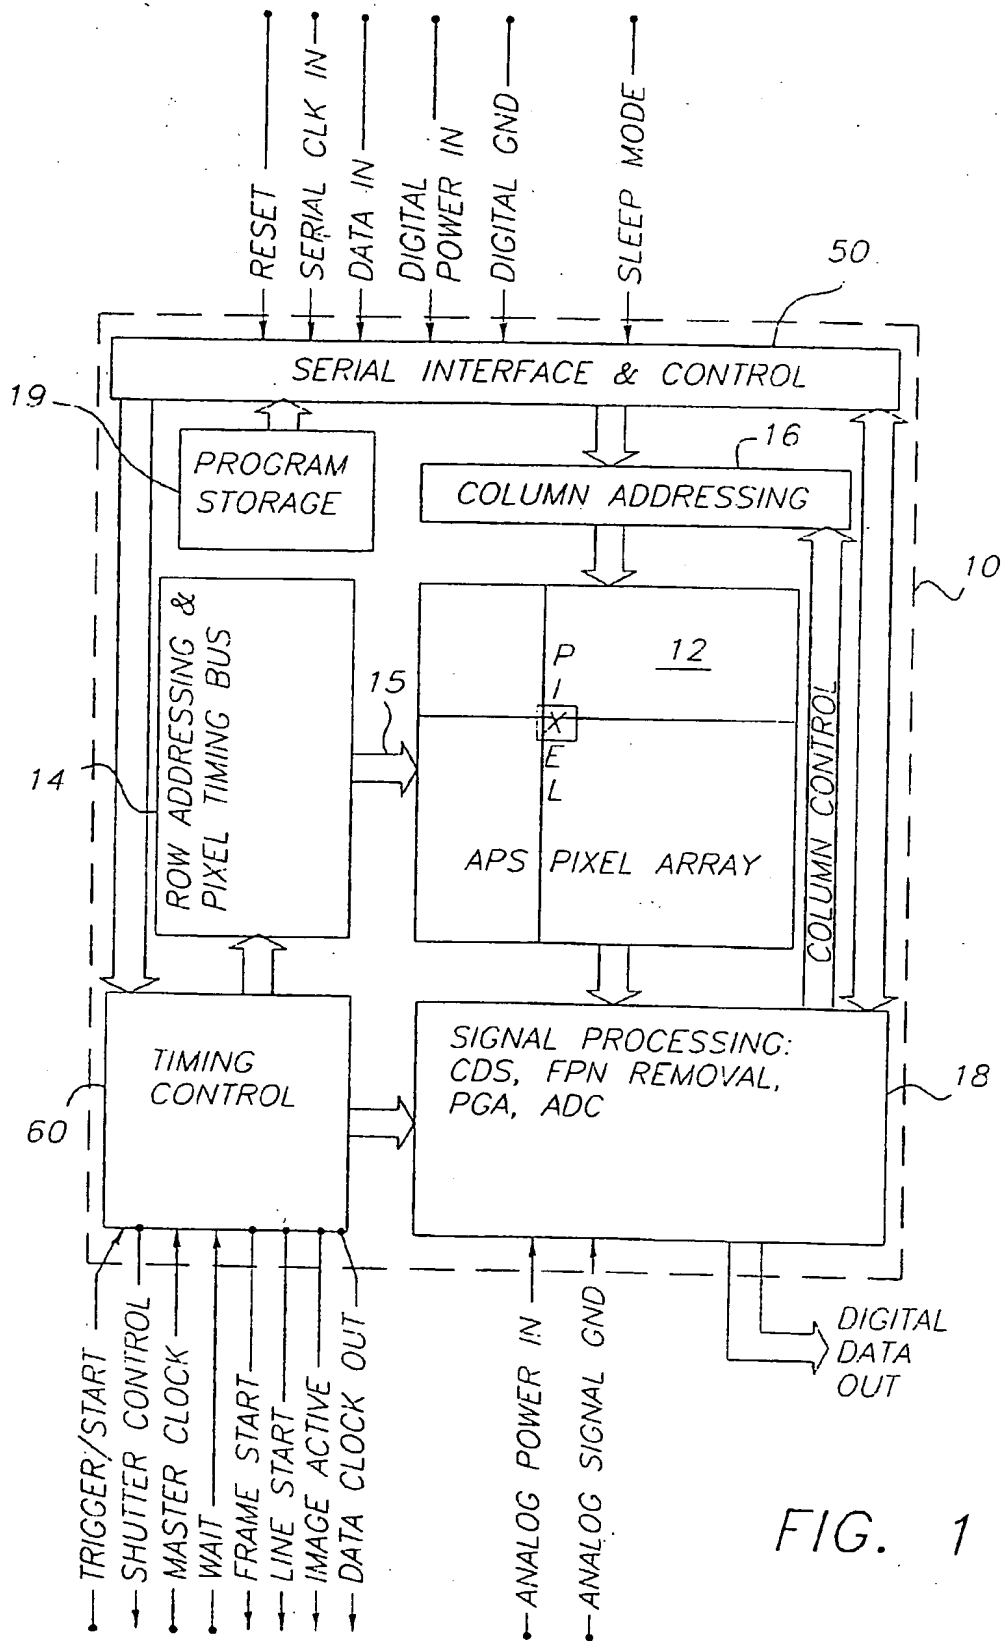 RESET
SERIAL CLK IN
DATA IN
DIGITAL
POWER IN
DIGITAL GND
SLEEP MODE
50
SERIAL INTERFACE & CONTROL
19
PROGRAM
STORAGE
16
COLUMN ADDRESSING
10
ROW ADDRESSING &
PIXEL TIMING BUS
14
15
12
PIXEL
APS PIXEL ARRAY
COLUMN CONTROL
TIMING
CONTROL
60
SIGNAL PROCESSING:
CDS, FPN REMOVAL,
PGA, ADC
18
TRIGGER/START
SHUTTER CONTROL
MASTER CLOCK
WAIT
FRAME START
LINE START
IMAGE ACTIVE
DATA CLOCK OUT
ANALOG POWER IN
ANALOG SIGNAL GND
DIGITAL
DATA
OUT
FIG. 1